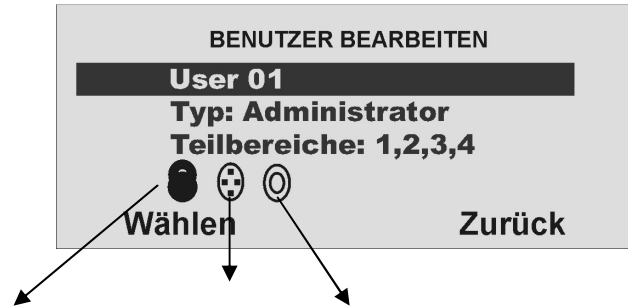 BENUTZER BEARBEITEN
User 01
Typ: Administrator
Teilbereiche: 1,2,3,4
Wählen Zurück